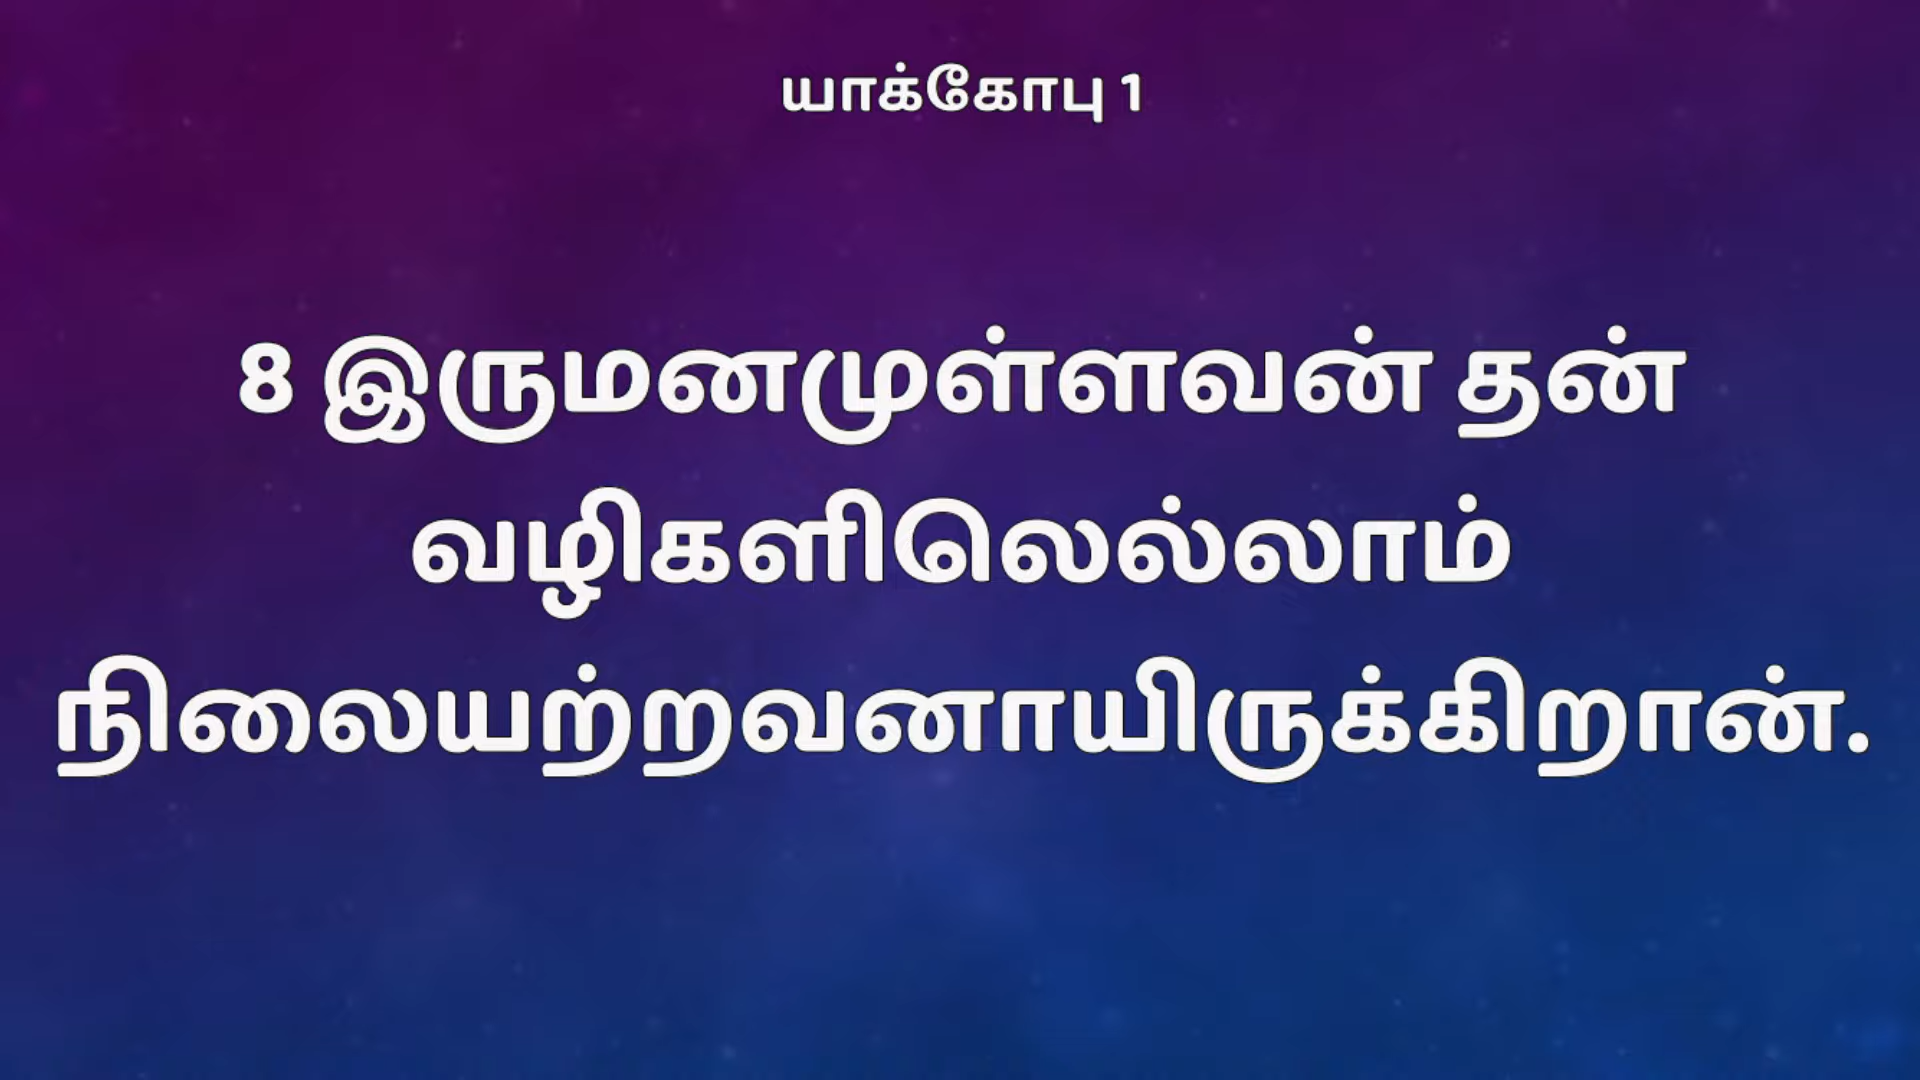 யாக்கோபு 1
8 இருமனமுள்ளவன் தன்
வழிகளிலெல்லாம்
நிலையற்றவனாயிருக்கிறான்.